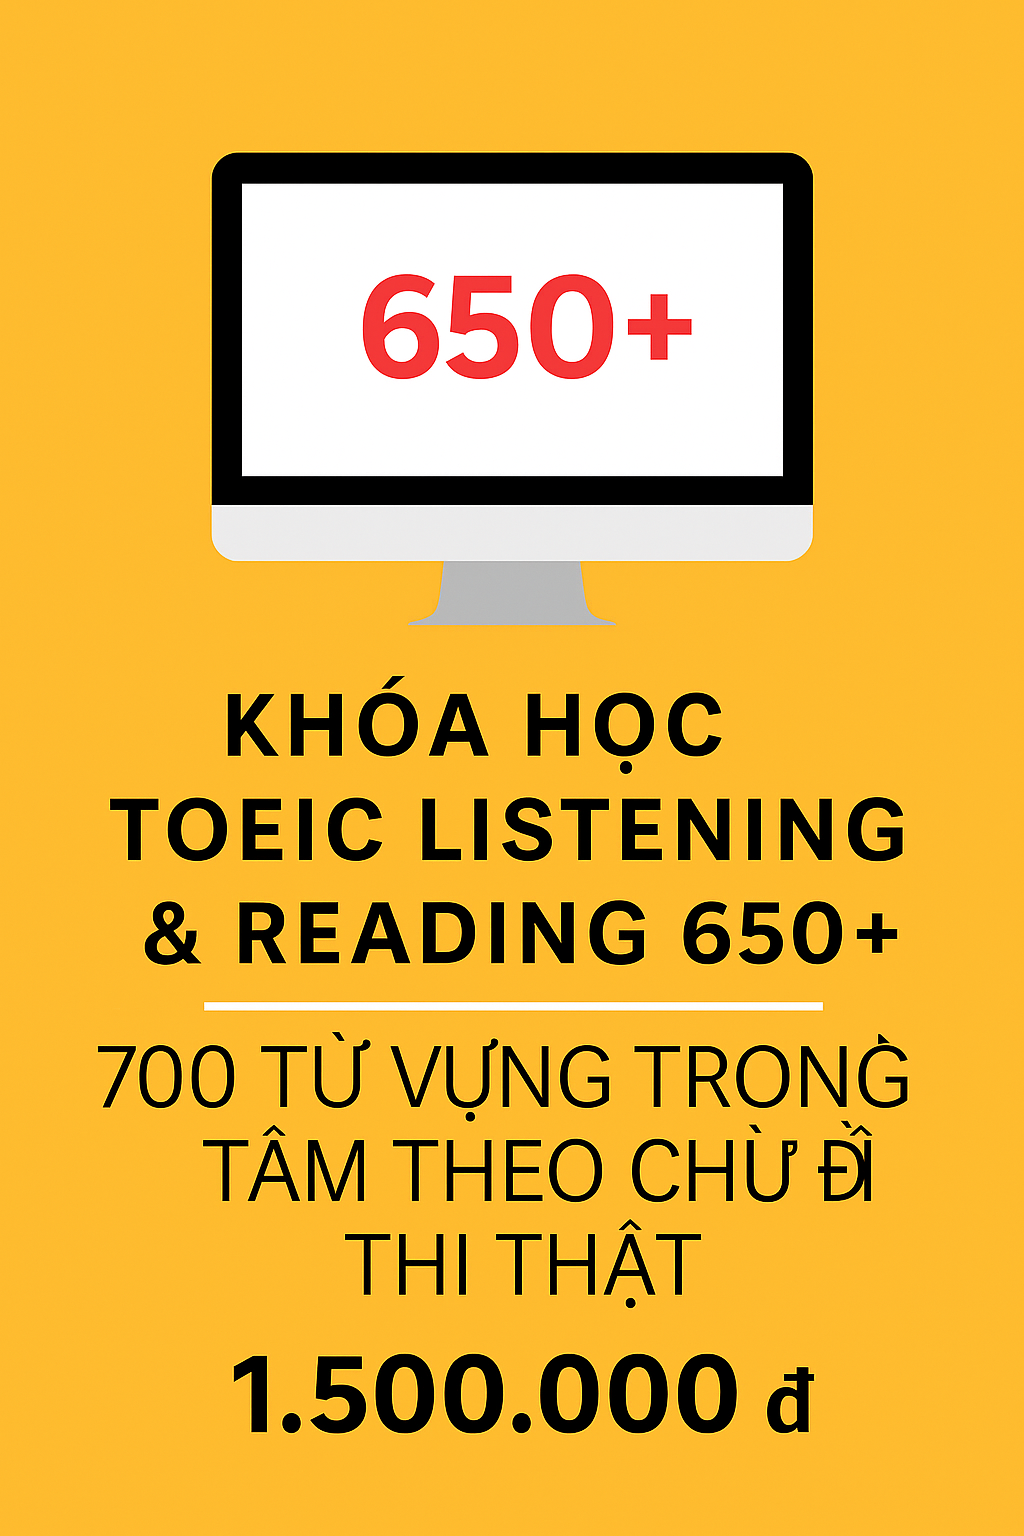 650+
KHÓA HỌC
TOEIC LISTENING
& READING 650+
700 TỪ VỰNG TRONG̀
TÂM THEO CHỪ
THI THẬT
1.500.000 đ